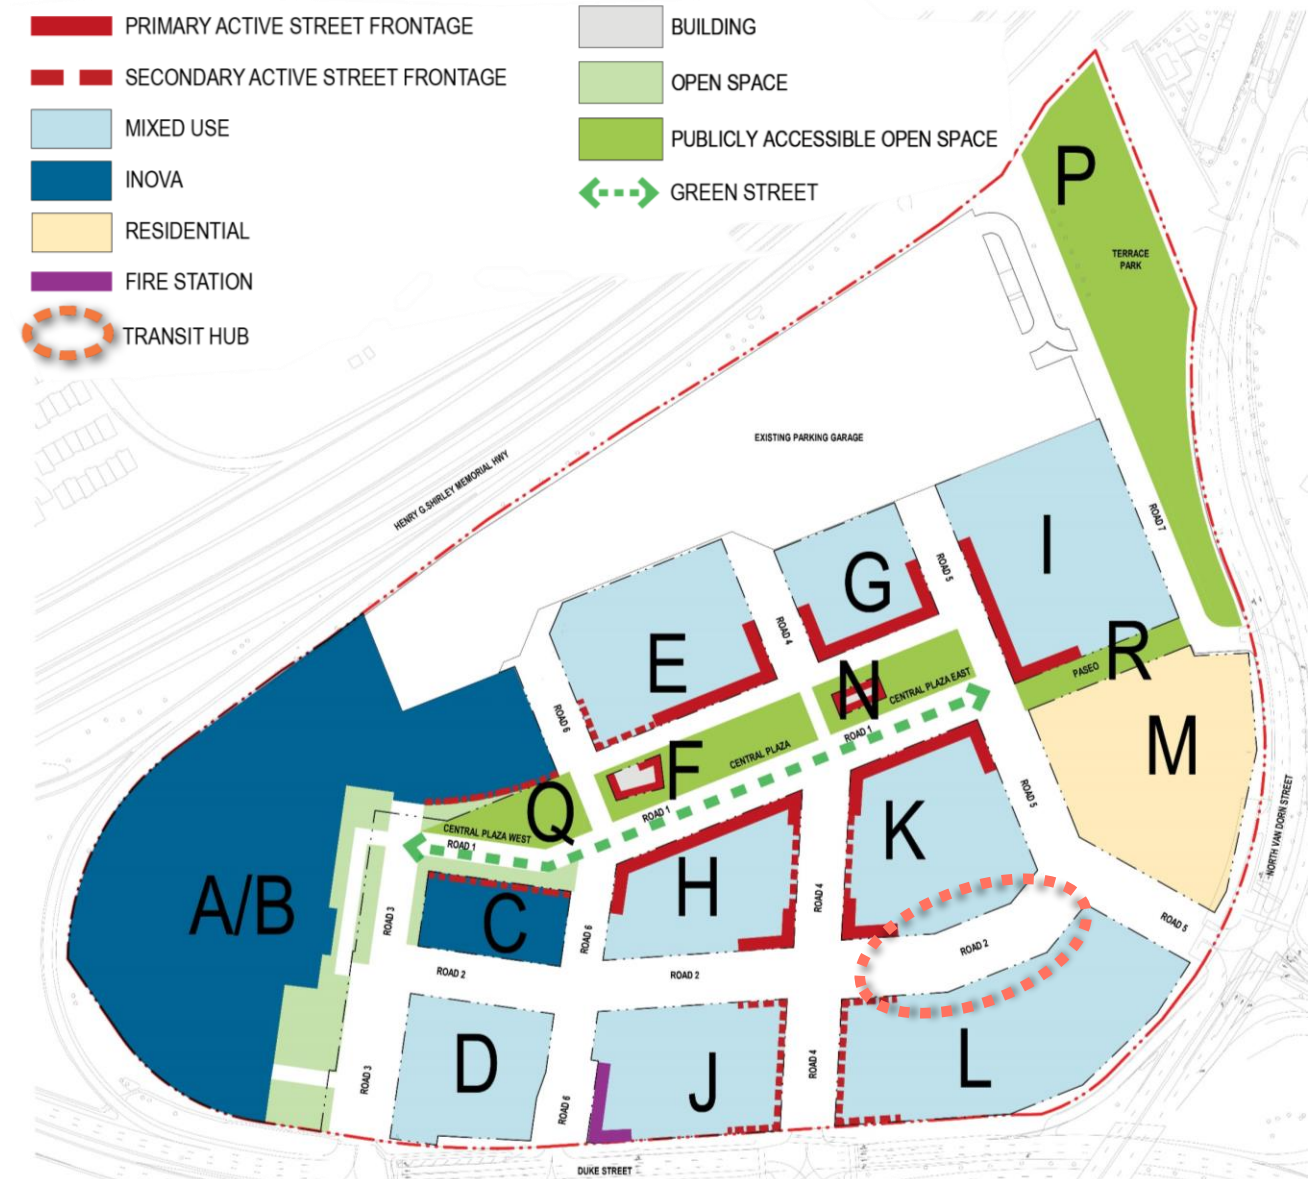 PRIMARY ACTIVE STREET FRONTAGE
SECONDARY ACTIVE STREET FRONTAGE
MIXED USE
INOVA
RESIDENTIAL
FIRE STATION
TRANSIT HUB
BUILDING
OPEN SPACE
PUBLICLY ACCESSIBLE OPEN SPACE
GREEN STREET
P
TERRACE
PARK
EXISTING PARKING GARAGE
HENRY G.SHIRLEY MEMORIAL HWY
ROAD 7
I
G
ROAD 5
ROAD 4
E
R
PASEO
N
CENTRAL PLAZA EAST
ROAD 1
ROAD 6
F
CENTRAL PLAZA
ROAD 1
M
Q
CENTRAL PLAZA WEST
ROAD 1
K
ROAD 5
NORTH VAN DORN STREET
H
A/B
C
ROAD 3
ROAD 6
ROAD 4
ROAD 5
ROAD 2
ROAD 2
ROAD 2
D
J
L
ROAD 3
ROAD 6
ROAD 4
DUKE STREET